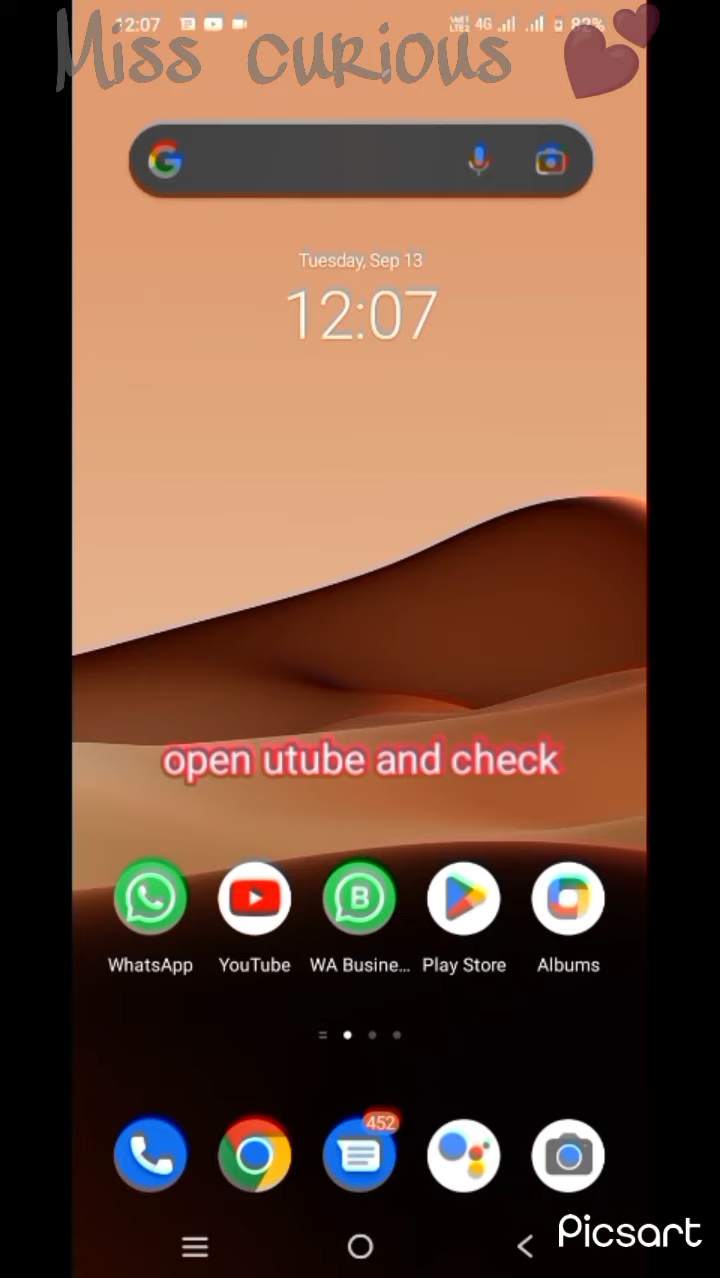 12:07 4G 82%
Miss curious
Tuesday, Sep 13
12:07
open utube and check
WhatsApp YouTube WA Busine... Play Store Albums
452
Picsart